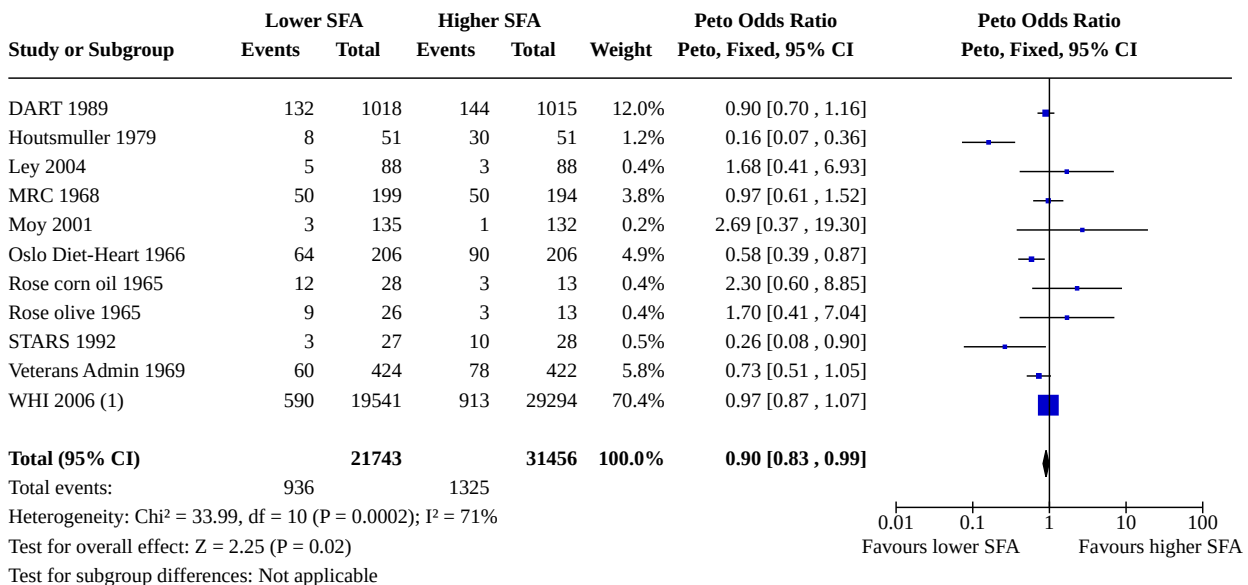 Lower SFA Higher SFA Peto Odds Ratio Peto Odds Ratio
Study or Subgroup Events Total Events Total Weight Peto, Fixed, 95% CI Peto, Fixed, 95% CI
DART 1989 132 1018 144 1015 12.0% 0.90 [0.70 , 1.16]
Houtsmuller 1979 8 51 30 51 1.2% 0.16 [0.07 , 0.36]
Ley 2004 5 88 3 88 0.4% 1.68 [0.41 , 6.93]
MRC 1968 50 199 50 194 3.8% 0.97 [0.61 , 1.52]
Moy 2001 3 135 1 132 0.2% 2.69 [0.37 , 19.30]
Oslo Diet-Heart 1966 64 206 90 206 4.9% 0.58 [0.39 , 0.87]
Rose corn oil 1965 12 28 3 13 0.4% 2.30 [0.60 , 8.85]
Rose olive 1965 9 26 3 13 0.4% 1.70 [0.41 , 7.04]
STARS 1992 3 27 10 28 0.5% 0.26 [0.08 , 0.90]
Veterans Admin 1969 60 424 78 422 5.8% 0.73 [0.51 , 1.05]
WHI 2006 (1) 590 19541 913 29294 70.4% 0.97 [0.87 , 1.07]
Total (95% CI) 21743 31456 100.0% 0.90 [0.83 , 0.99]
Total events: 936 1325
Heterogeneity: Chi² = 33.99, df = 10 (P = 0.0002); I² = 71%
0.01 0.1 1 10 100
Test for overall effect: Z = 2.25 (P = 0.02) Favours lower SFA Favours higher SFA
Test for subgroup differences: Not applicable